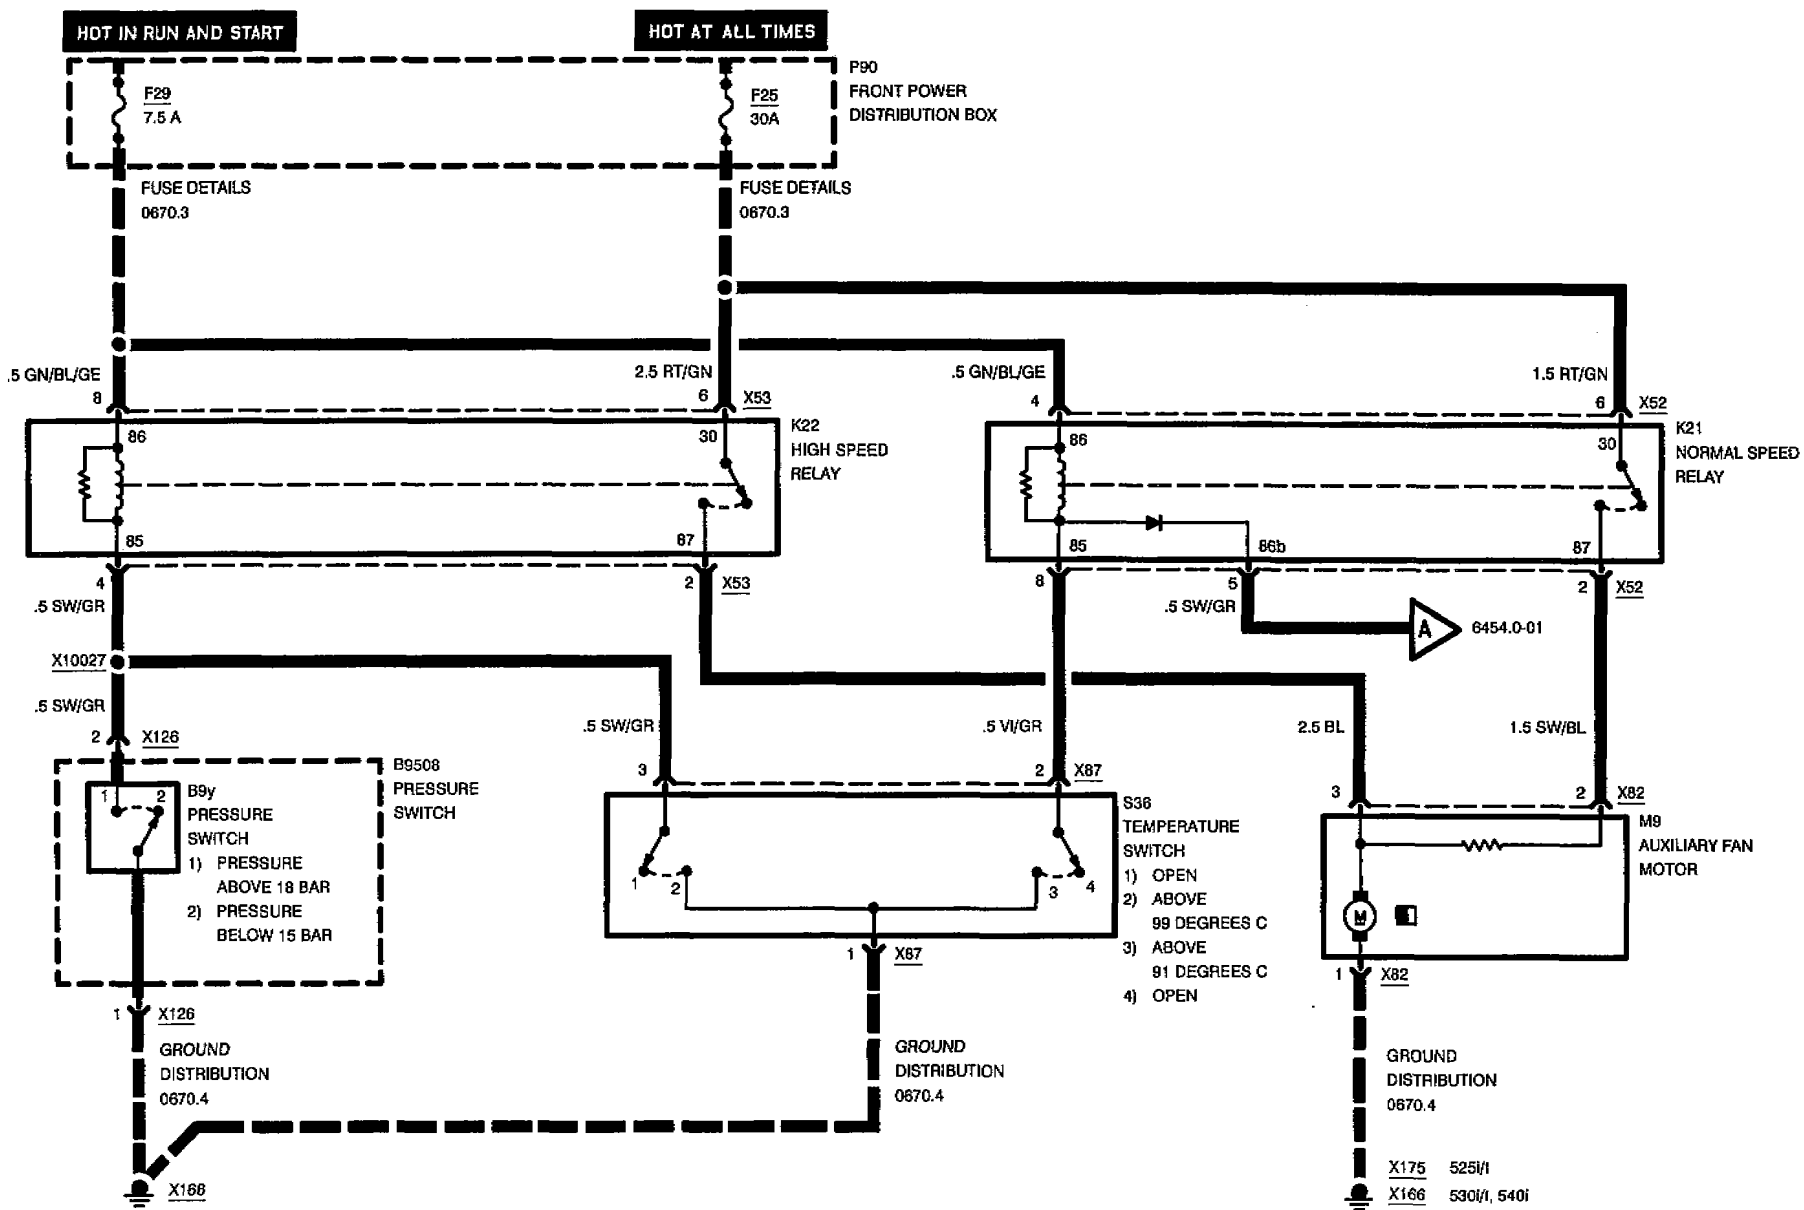 HOT IN RUN AND START
HOT AT ALL TIMES
F29
7.5 A
F25
30A
P90
FRONT POWER
DISTRIBUTION BOX
FUSE DETAILS
0670.3
FUSE DETAILS
0670.3
.5 GN/BL/GE
2.5 RT/GN
.5 GN/BL/GE
1.5 RT/GN
8
6
X53
4
6
X52
86
30
K22
HIGH SPEED
RELAY
86
30
K21
NORMAL SPEED
RELAY
85
87
85
86b
87
4
2
X53
8
5
2
X52
.5 SW/GR
.5 SW/GR
A
6454.0-01
X10027
.5 SW/GR
.5 SW/GR
.5 VI/GR
2.5 BL
1.5 SW/BL
2
X126
3
2
X87
3
2
X82
B9508
PRESSURE
SWITCH
1
2
B9y
PRESSURE
SWITCH
1) PRESSURE
ABOVE 18 BAR
2) PRESSURE
BELOW 15 BAR
1
2
3
4
S36
TEMPERATURE
SWITCH
1) OPEN
2) ABOVE
99 DEGREES C
3) ABOVE
91 DEGREES C
4) OPEN
M9
AUXILIARY FAN
MOTOR
M
1
X87
1
X82
1
X126
GROUND
DISTRIBUTION
0670.4
GROUND
DISTRIBUTION
0670.4
GROUND
DISTRIBUTION
0670.4
X166
X175 525i/I
X166 530i/I, 540i